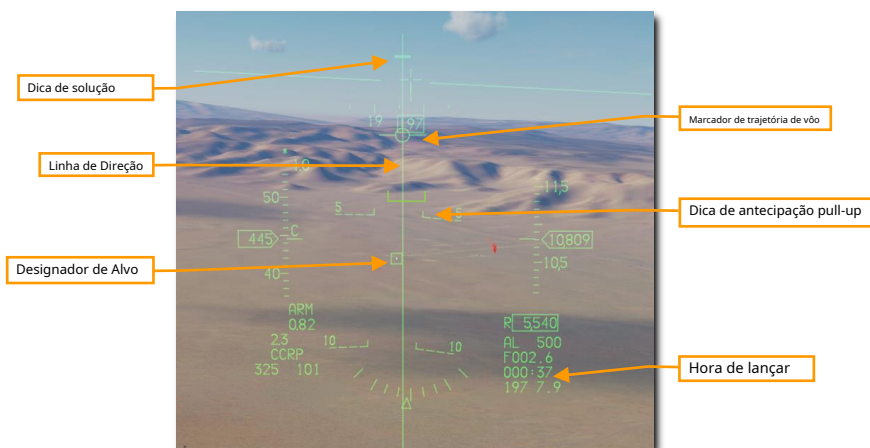 Dica de solução
Marcador de trajetória de vôo
Linha de Direção
Dica de antecipação pull-up
Designador de Alvo
Hora de lançar
19 197
1.0
50
445 C
40
ARM
0.82
2.3
CCRP
325 101
5
10 10
11,5
10,809
10,5
R 5,540
AL 500
F002.6
000:37
197 7.9